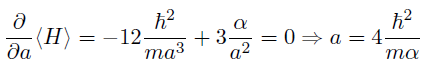 ∂/∂a ⟨H⟩ = −12 ħ²/ma³ + 3 α/a² = 0 ⇒ a = 4 ħ²/mα